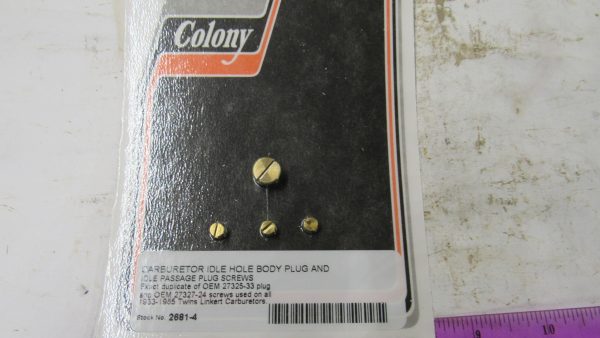 Colony
CARBURETOR IDLE HOLE BODY PLUG AND
IDLE PASSAGE PLUG SCREWS
Exact duplicate of OEM 27325-33 plug
and OEM 27327-24 screws used on all
1933-1965 Twins Linkert Carburetors.
Stock No. 2681-4
9
10